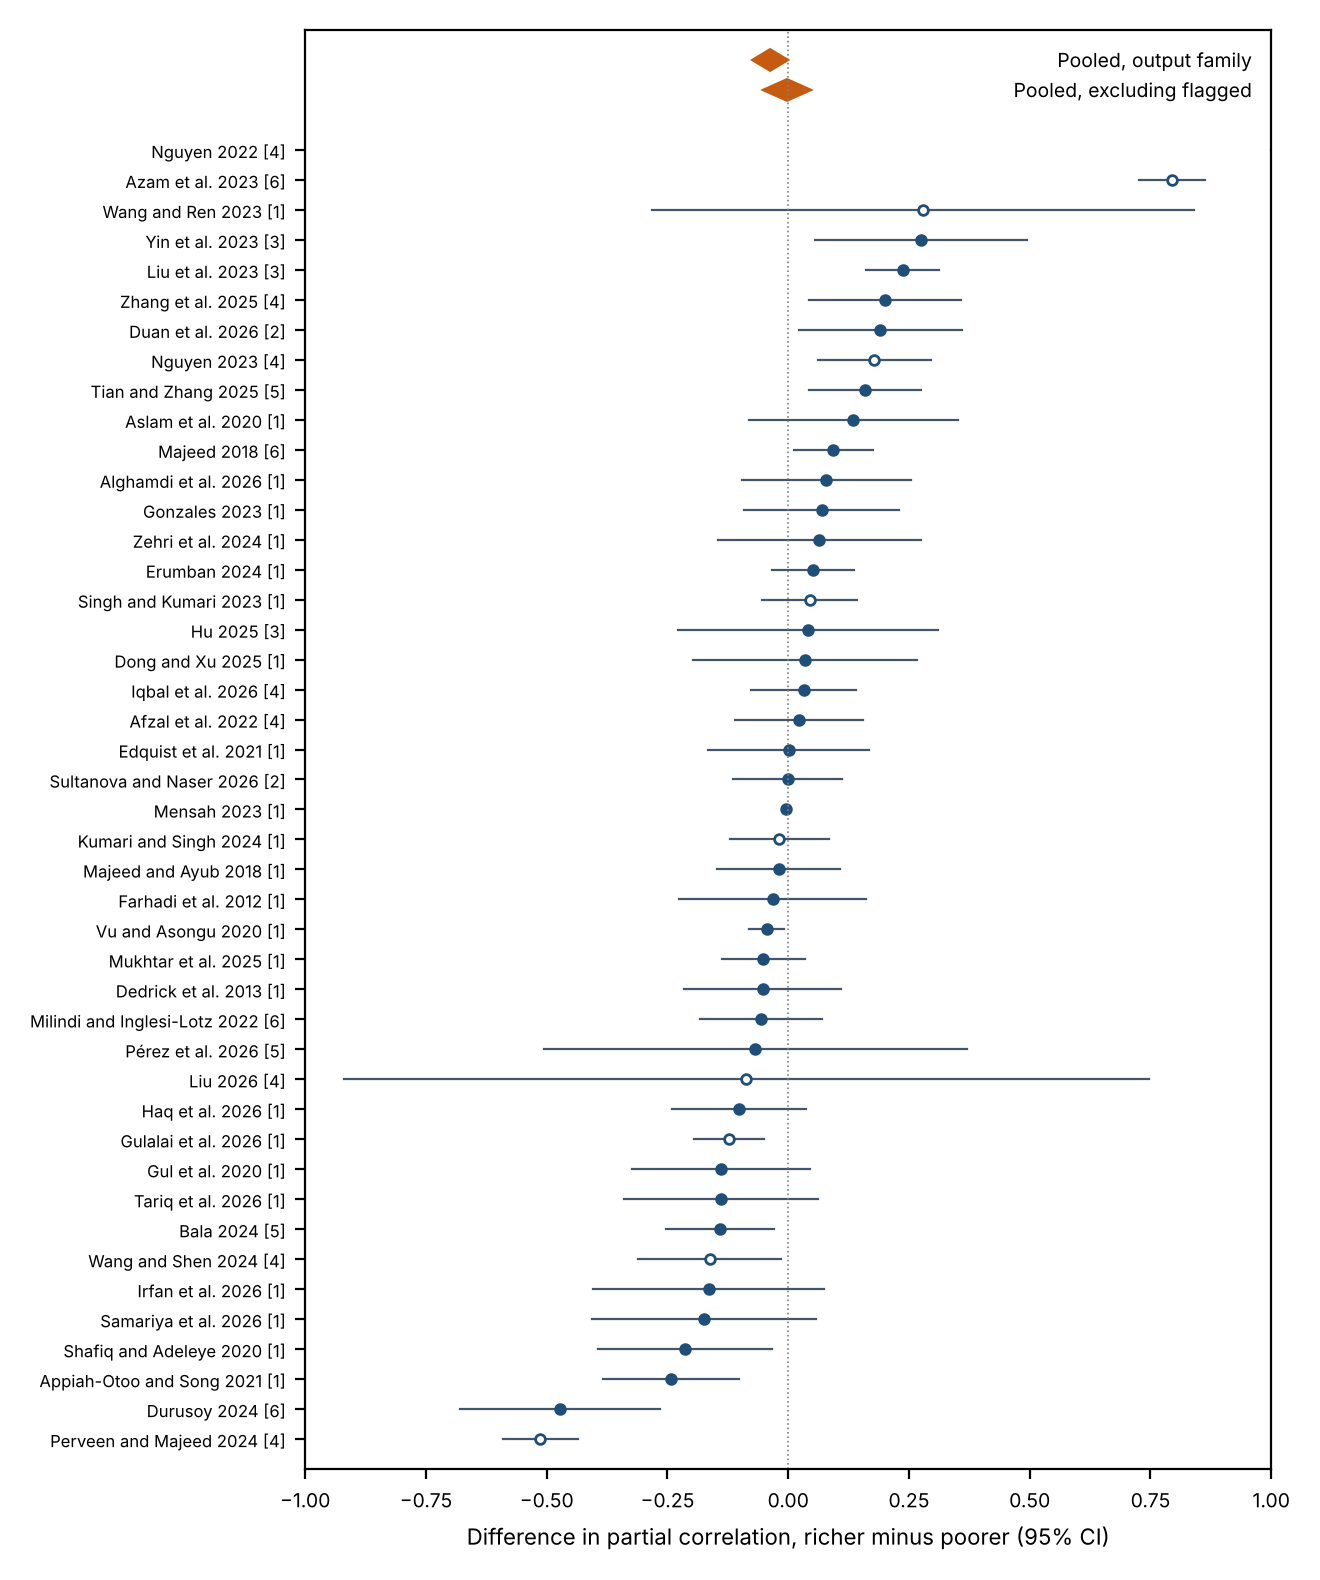 Pooled, output family
Pooled, excluding flagged
Nguyen 2022 [4]
Azam et al. 2023 [6]
Wang and Ren 2023 [1]
Yin et al. 2023 [3]
Liu et al. 2023 [3]
Zhang et al. 2025 [4]
Duan et al. 2026 [2]
Nguyen 2023 [4]
Tian and Zhang 2025 [5]
Aslam et al. 2020 [1]
Majeed 2018 [6]
Alghamdi et al. 2026 [1]
Gonzales 2023 [1]
Zehri et al. 2024 [1]
Erumban 2024 [1]
Singh and Kumari 2023 [1]
Hu 2025 [3]
Dong and Xu 2025 [1]
Iqbal et al. 2026 [4]
Afzal et al. 2022 [4]
Edquist et al. 2021 [1]
Sultanova and Naser 2026 [2]
Mensah 2023 [1]
Kumari and Singh 2024 [1]
Majeed and Ayub 2018 [1]
Farhadi et al. 2012 [1]
Vu and Asongu 2020 [1]
Mukhtar et al. 2025 [1]
Dedrick et al. 2013 [1]
Milindi and Inglesi-Lotz 2022 [6]
Pérez et al. 2026 [5]
Liu 2026 [4]
Haq et al. 2026 [1]
Gulalai et al. 2026 [1]
Gul et al. 2020 [1]
Tariq et al. 2026 [1]
Bala 2024 [5]
Wang and Shen 2024 [4]
Irfan et al. 2026 [1]
Samariya et al. 2026 [1]
Shafiq and Adeleye 2020 [1]
Appiah-Otoo and Song 2021 [1]
Durusoy 2024 [6]
Perveen and Majeed 2024 [4]
−1.00 −0.75 −0.50 −0.25 0.00 0.25 0.50 0.75 1.00
Difference in partial correlation, richer minus poorer (95% CI)